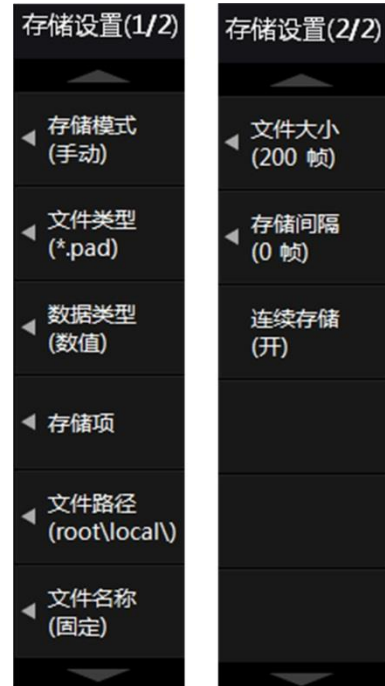 存储设置(1/2)
存储模式
(手动)
文件类型
(*.pad)
数据类型
(数值)
存储项
文件路径
(root\local\)
文件名称
(固定)
存储设置(2/2)
文件大小
(200 帧)
存储间隔
(0 帧)
连续存储
(开)